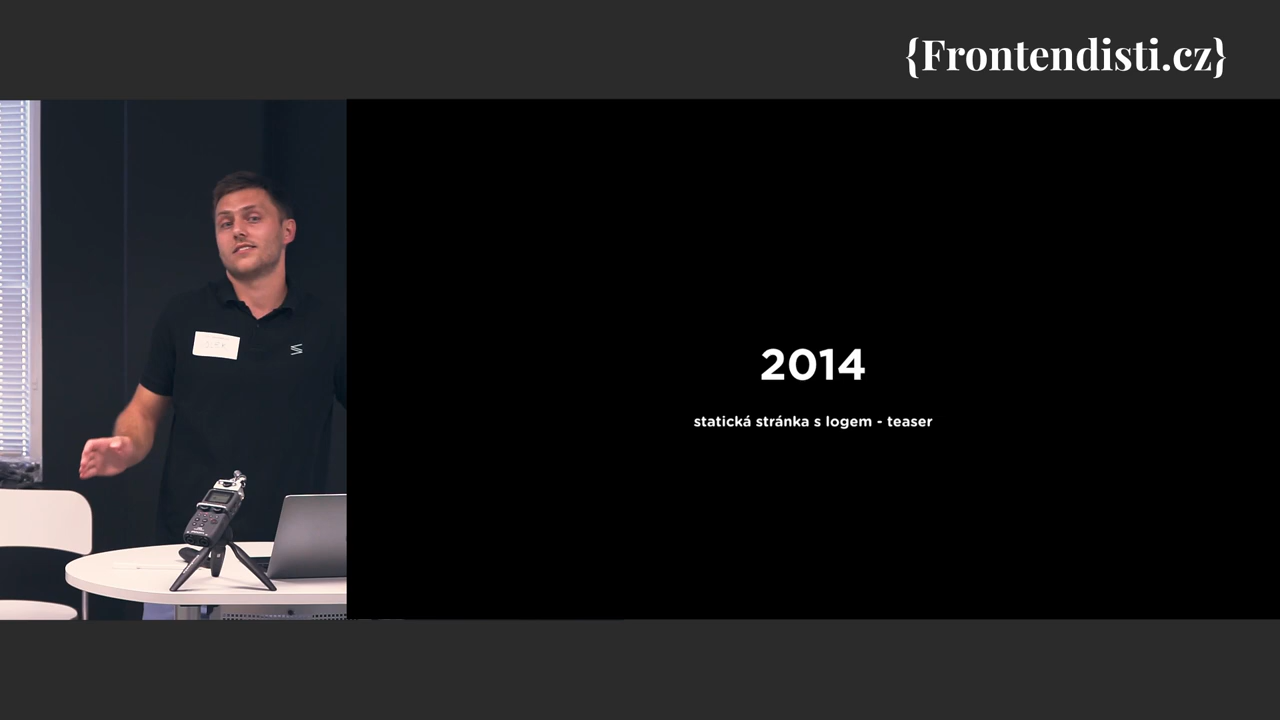 {Frontendisti.cz}
2014
statická stránka s logem - teaser